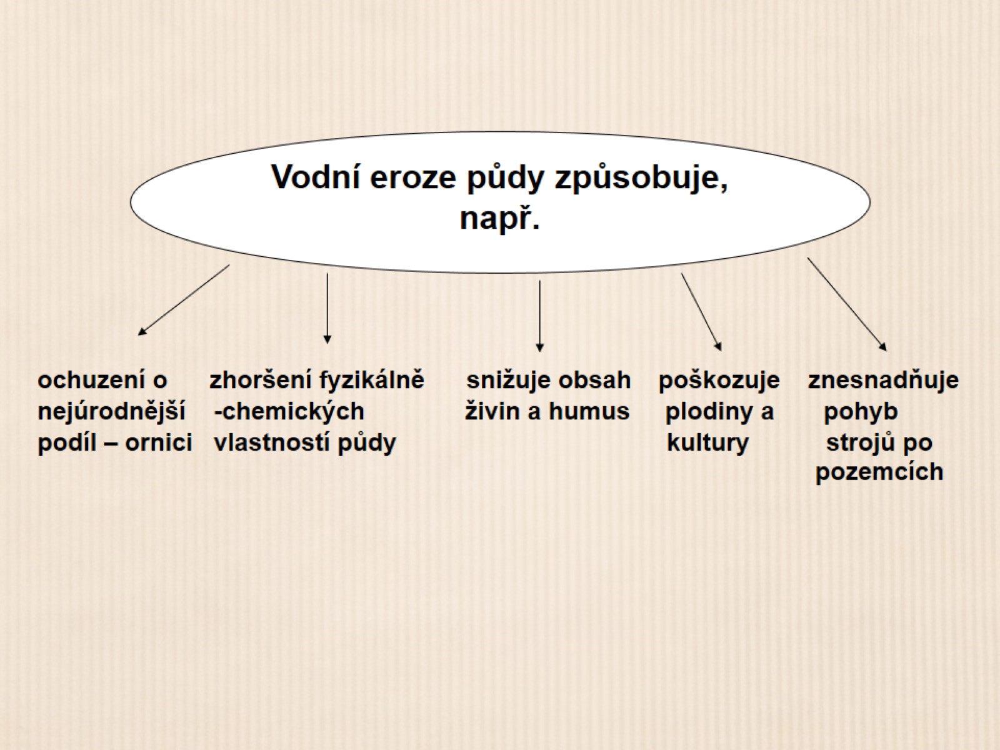 Vodní eroze půdy způsobuje,
např.
ochuzení o
nejúrodnější
podíl – ornici
zhoršení fyzikálně
-chemických
vlastností půdy
snižuje obsah
živin a humus
poškozuje
plodiny a
kultury
znesnadňuje
pohyb
strojů po
pozemcích